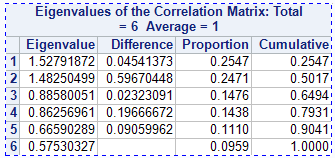 Eigenvalues of the Correlation Matrix: Total
= 6 Average = 1
Eigenvalue Difference Proportion Cumulative
1 1.52791872 0.04541373 0.2547 0.2547
2 1.48250499 0.59670448 0.2471 0.5017
3 0.88580051 0.02323091 0.1476 0.6494
4 0.86256961 0.19666672 0.1438 0.7931
5 0.66590289 0.09059962 0.1110 0.9041
6 0.57530327 0.0959 1.0000